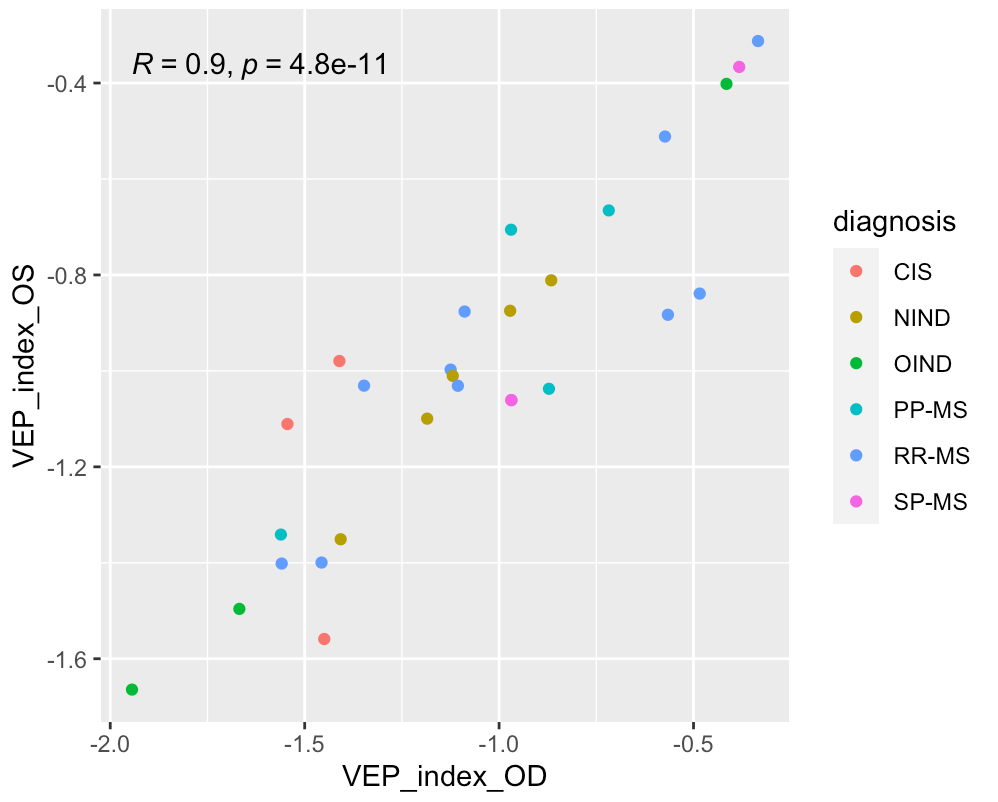 R = 0.9, p = 4.8e-11
-0.4
-0.8
-1.2
-1.6
VEP_index_OS
-2.0
-1.5
-1.0
-0.5
VEP_index_OD
diagnosis
CIS
NIND
OIND
PP-MS
RR-MS
SP-MS